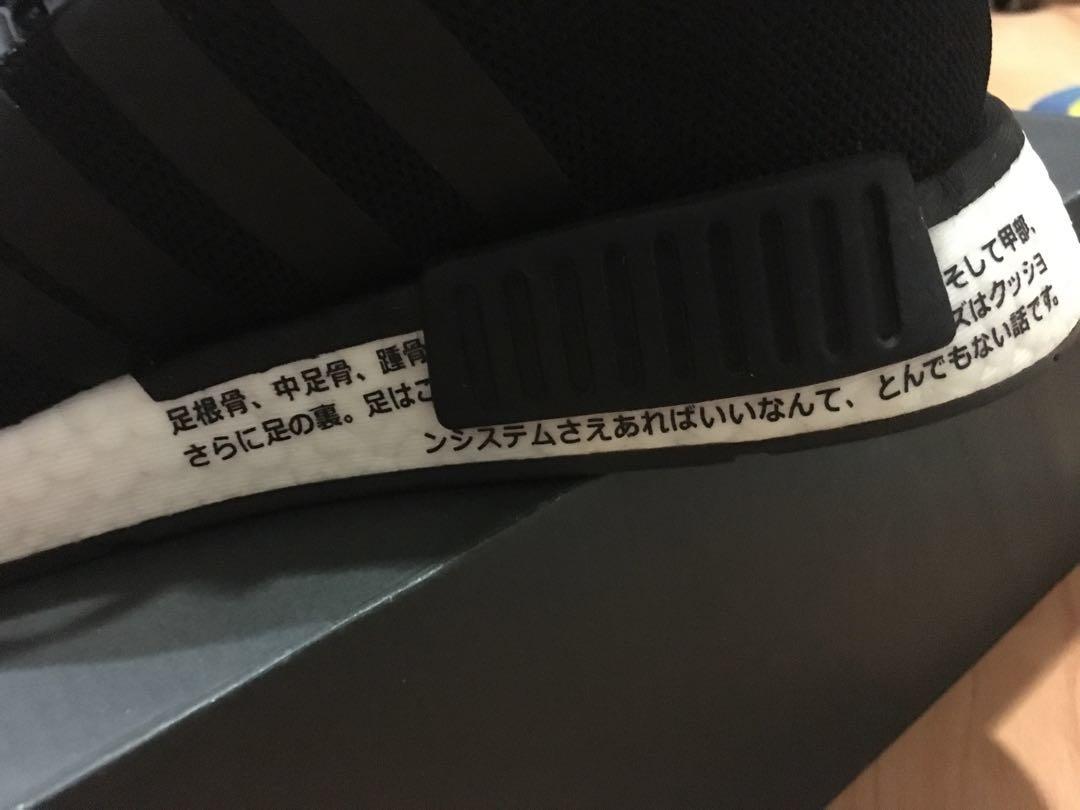 足根骨、中足骨、踵骨 そして甲部、
さらに足の裏。足はこ ズはクッショ
ンシステムさえあればいいなんて、とんでもない話です。